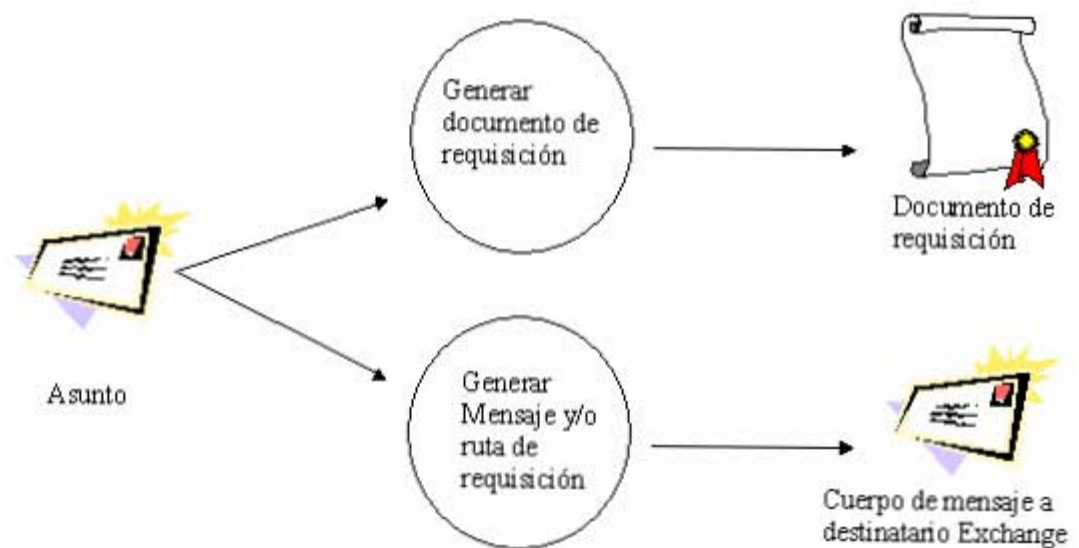 Generar
documento de
requisición
Documento de
requisición
Asunto
Generar
Mensaje y/o
ruta de
requisición
Cuerpo de mensaje a
destinatario Exchange